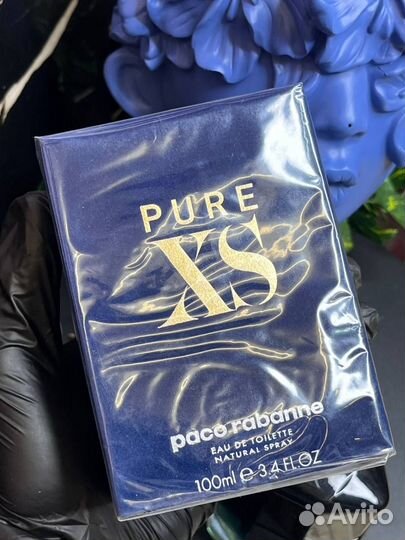 PURE
XS
paco rabanne
EAU DE TOILETTE
NATURAL SPRAY
100ml e 3.4 FL.OZ
Avito